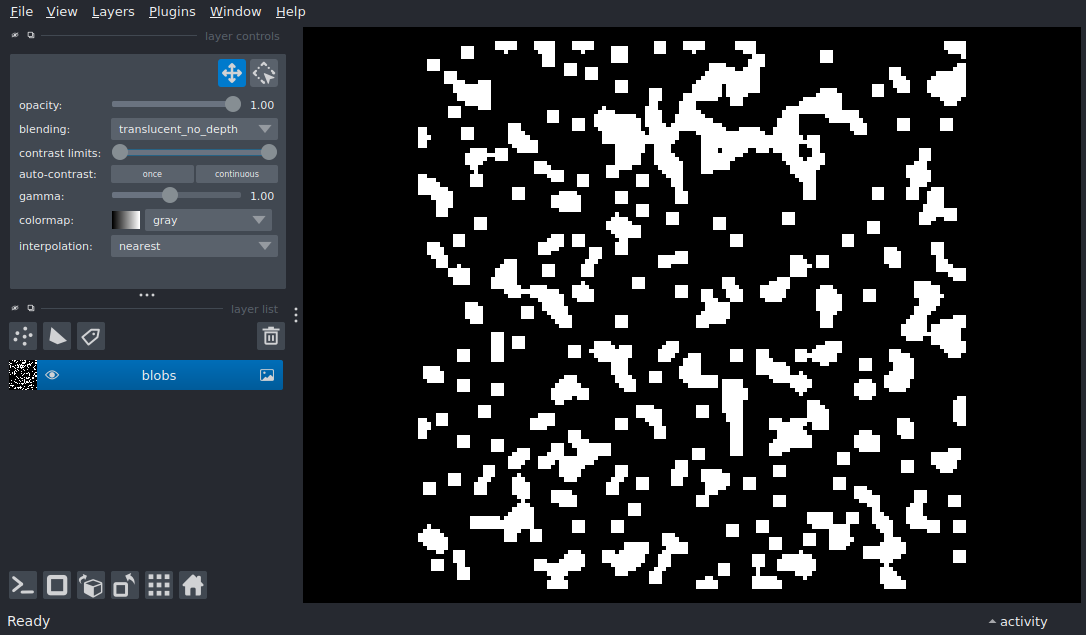 File View Layers Plugins Window Help
layer controls
opacity: 1.00
blending: translucent_no_depth
contrast limits:
auto-contrast: once continuous
gamma: 1.00
colormap: gray
interpolation: nearest
layer list
blobs
Ready activity